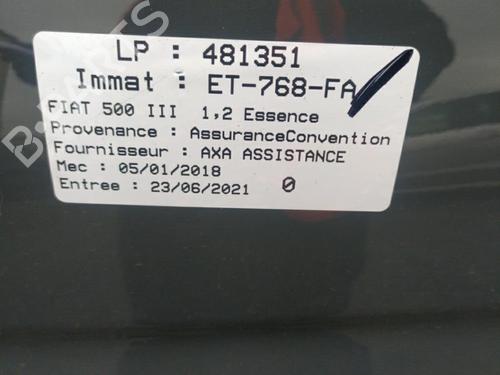 LP : 481351
Immat : ET-768-FA
FIAT 500 III 1,2 Essence
Provenance : AssuranceConvention
Fournisseur : AXA ASSISTANCE
Mec : 05/01/2018
Entree : 23/06/2021 0
B-PARTS